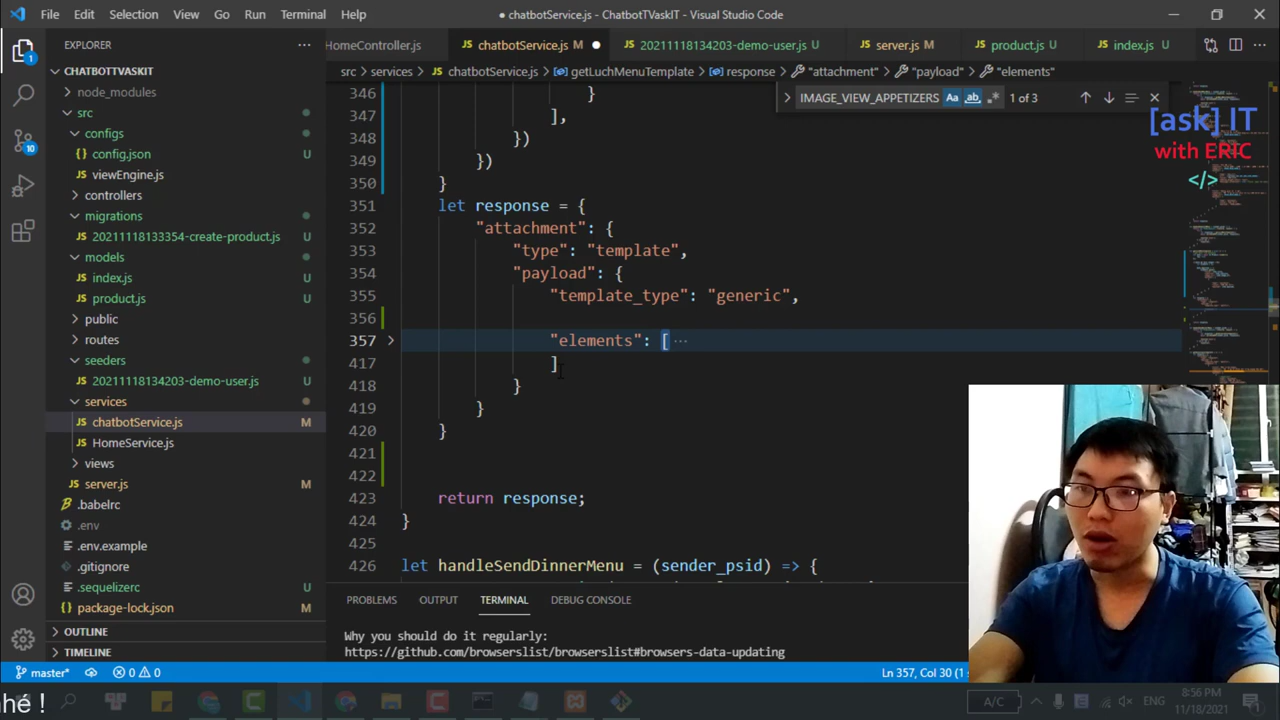 File Edit Selection View Go Run Terminal Help
● chatbotService.js - ChatbotTVaskIT - Visual Studio Code
EXPLORER
HomeController.js
chatbotService.js M
20211118134203-demo-user.js U
server.js M
product.js U
index.js U
src > services > chatbotService.js > getLuchMenuTemplate > response > "attachment" > "payload" > "elements"
IMAGE_VIEW_APPETIZERS Aa ab .* 1 of 3
CHATBOTTVASKIT
node_modules
src
configs
config.json U
viewEngine.js
controllers
migrations
20211118133354-create-product.js U
models
index.js U
product.js U
public
routes
seeders
20211118134203-demo-user.js U
services
chatbotService.js M
HomeService.js
views
server.js M
.babelrc
.env
.env.example
.gitignore
.sequelizerc U
package-lock.json M
OUTLINE
TIMELINE
346 }
347 ],
348 })
349 })
350 }
351 let response = {
352 "attachment": {
353 "type": "template",
354 "payload": {
355 "template_type": "generic",
356
357 "elements": [ ···
417 ]
418 }
419 }
420 }
421
422
423 return response;
424 }
425
426 let handleSendDinnerMenu = (sender_psid) => {
[ask] IT
with ERIC
</>
PROBLEMS OUTPUT TERMINAL DEBUG CONSOLE
Why you should do it regularly:
https://github.com/browserslist/browserslist#browsers-data-updating
master* 0 0
Ln 357, Col 30 (1 s
nhé !
A/C
ENG
8:56 PM
11/18/2021
1
10
1